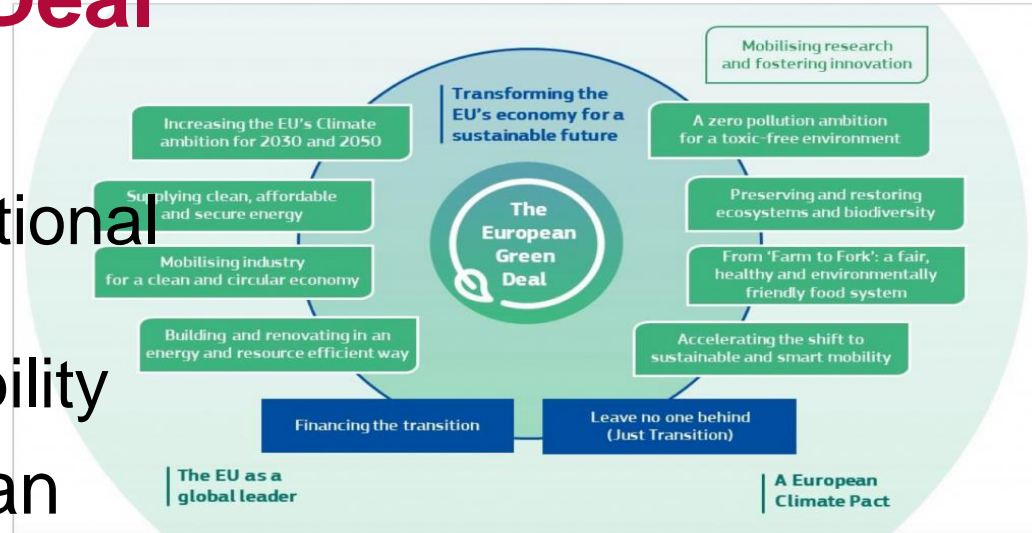 Deal
Mobilising research
and fostering innovation
Transforming the
EU's economy for a
sustainable future
Increasing the EU's Climate
ambition for 2030 and 2050
A zero pollution ambition
for a toxic-free environment
Supplying clean, affordable
and secure energy
Preserving and restoring
ecosystems and biodiversity
tional
The
European
Green
Deal
Mobilising industry
for a clean and circular economy
From 'Farm to Fork': a fair,
healthy and environmentally
friendly food system
Building and renovating in an
energy and resource efficient way
Accelerating the shift to
sustainable and smart mobility
bility
Financing the transition
Leave no one behind
(Just Transition)
The EU as a
global leader
A European
Climate Pact
an